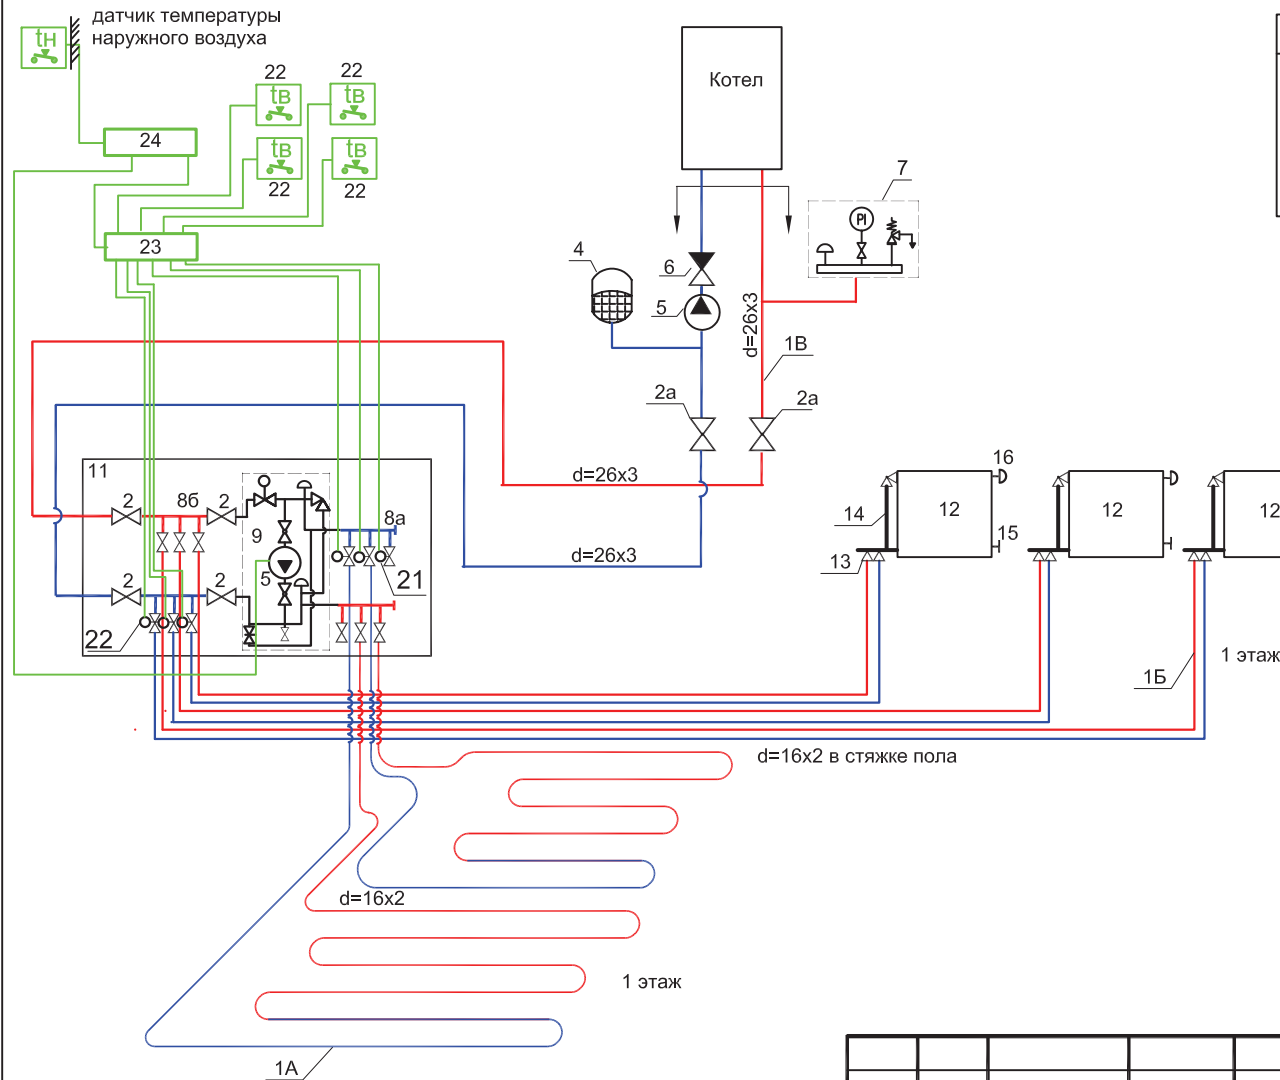 датчик температуры
наружного воздуха
tн
22
22
tв
tв
Котел
24
tв
tв
22
22
7
PI
23
4
6
5
d=26x3
1В
2а
2а
11
2
8б
2
d=26x3
16
8а
14
12
12
12
9
15
d=26x3
13
2
2
5
21
22
1 этаж
1Б
d=16x2 в стяжке пола
d=16x2
1 этаж
1А